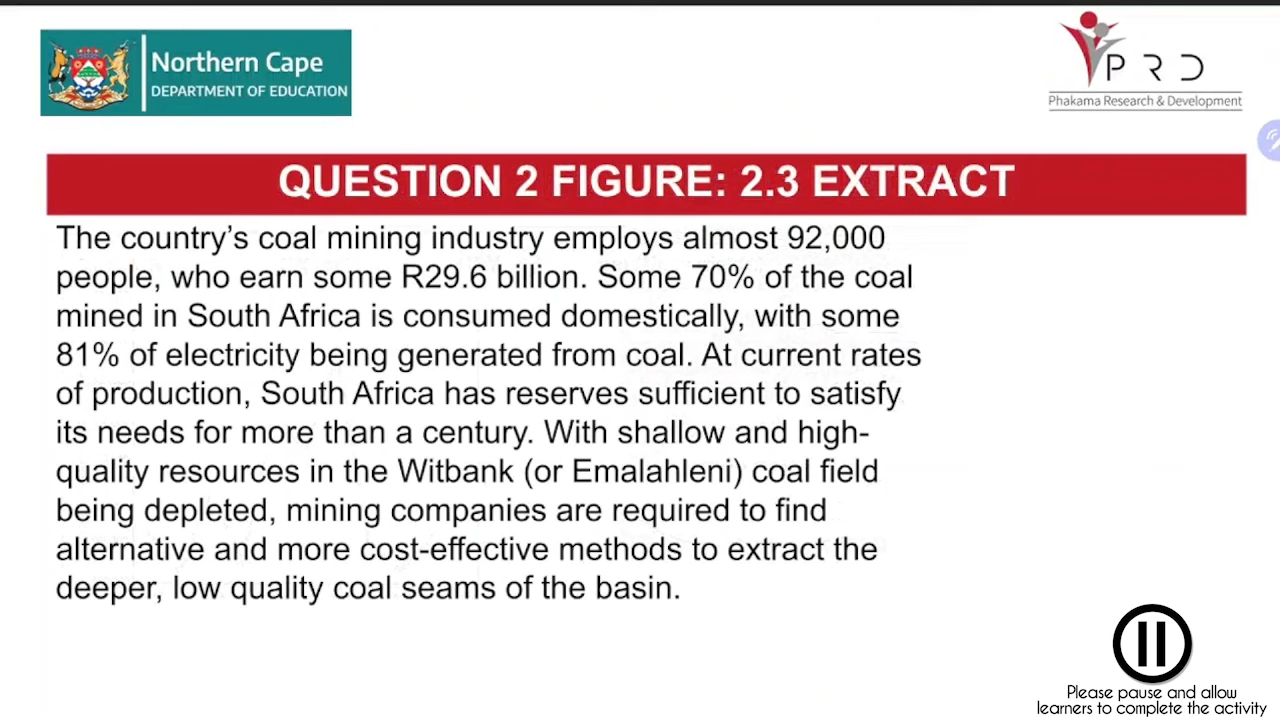 Northern Cape
DEPARTMENT OF EDUCATION
P R D
Phakama Research & Development
QUESTION 2 FIGURE: 2.3 EXTRACT
The country's coal mining industry employs almost 92,000
people, who earn some R29.6 billion. Some 70% of the coal
mined in South Africa is consumed domestically, with some
81% of electricity being generated from coal. At current rates
of production, South Africa has reserves sufficient to satisfy
its needs for more than a century. With shallow and high-
quality resources in the Witbank (or Emalahleni) coal field
being depleted, mining companies are required to find
alternative and more cost-effective methods to extract the
deeper, low quality coal seams of the basin.
Please pause and allow
learners to complete the activity